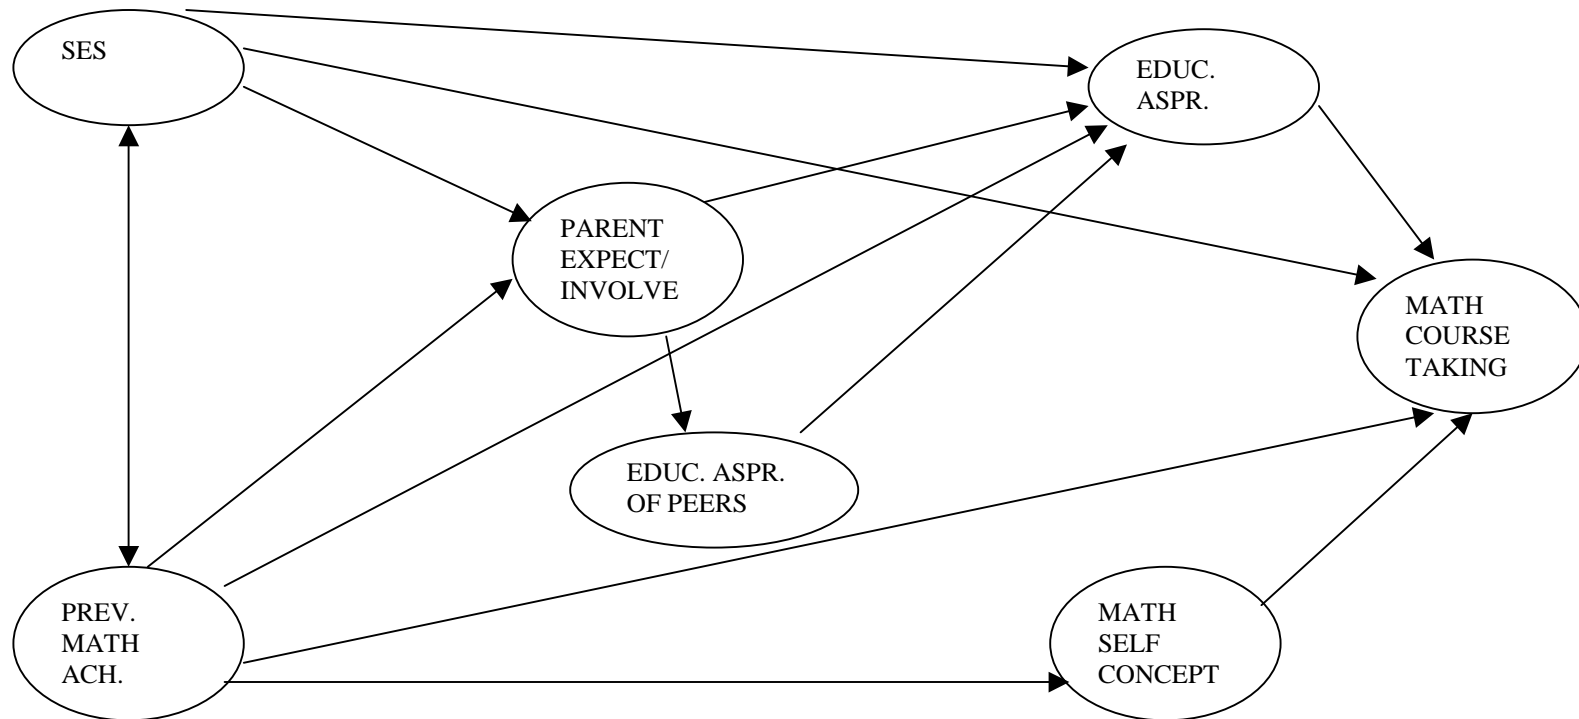 SES
EDUC.
ASPR.
PARENT
EXPECT/
INVOLVE
MATH
COURSE
TAKING
EDUC. ASPR.
OF PEERS
PREV.
MATH
ACH.
MATH
SELF
CONCEPT